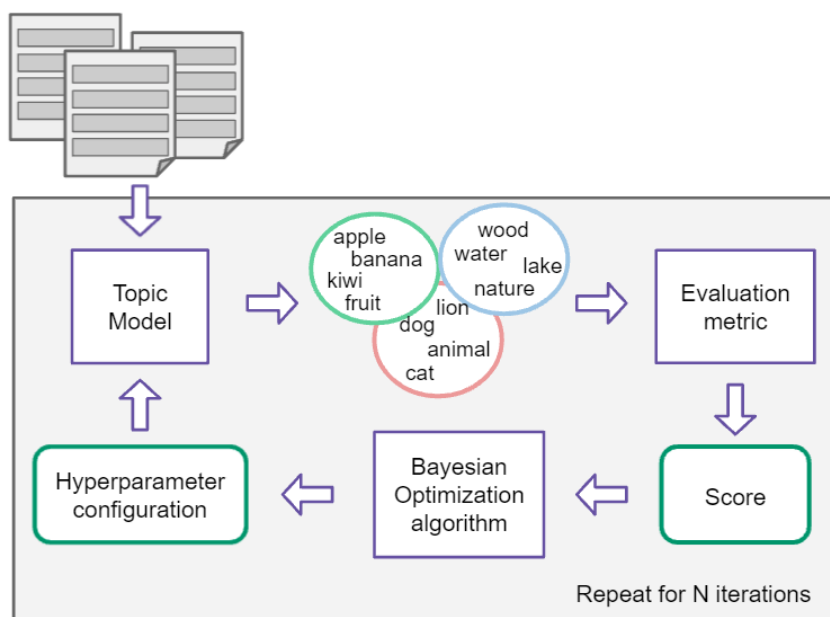 Topic
Model
apple
banana
kiwi
fruit
wood
water
lake
nature
lion
dog
animal
cat
Evaluation
metric
Hyperparameter
configuration
Bayesian
Optimization
algorithm
Score
Repeat for N iterations